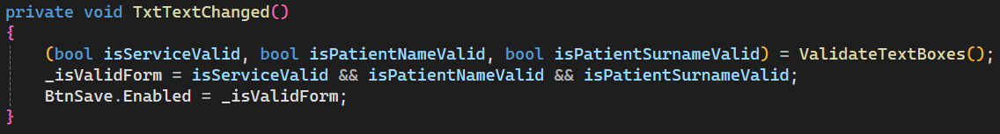 private void TxtTextChanged()
{
    (bool isServiceValid, bool isPatientNameValid, bool isPatientSurnameValid) = ValidateTextBoxes();
    _isValidForm = isServiceValid && isPatientNameValid && isPatientSurnameValid;
    BtnSave.Enabled = _isValidForm;
}